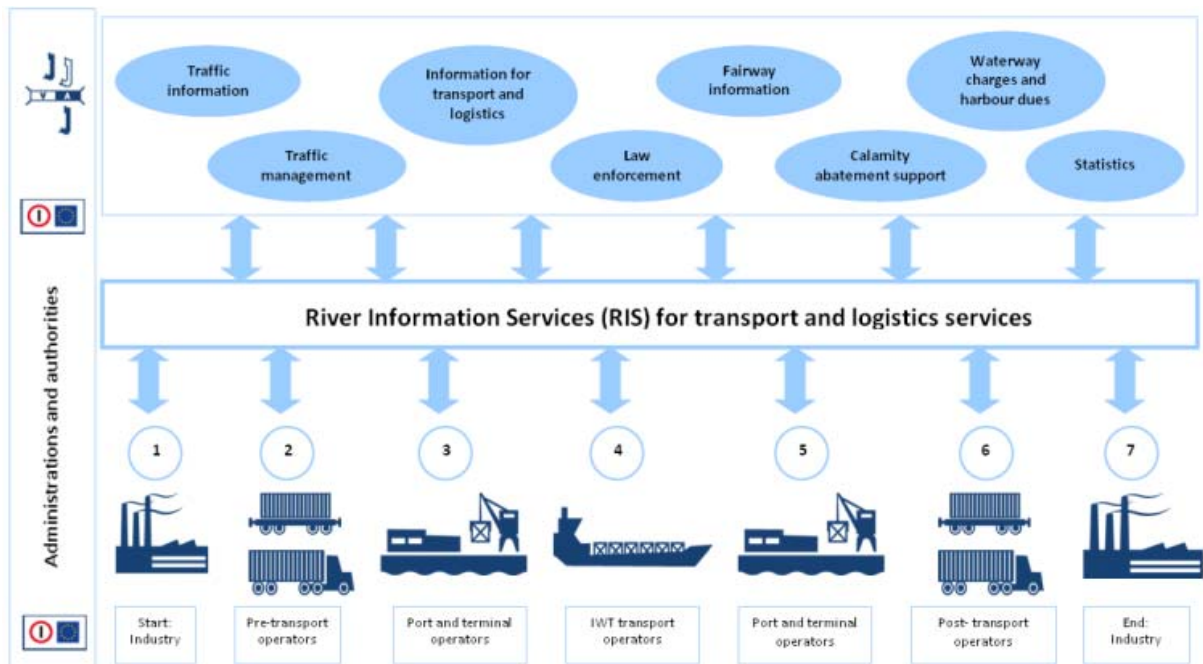 Traffic
information
Information for
transport and
logistics
Fairway
information
Waterway
charges and
harbour dues
Traffic
management
Law
enforcement
Calamity
abatement support
Statistics
River Information Services (RIS) for transport and logistics services
Administrations and authorities
1
2
3
4
5
6
7
Start:
Industry
Pre-transport
operators
Port and terminal
operators
IWT transport
operators
Port and terminal
operators
Post- transport
operators
End:
Industry